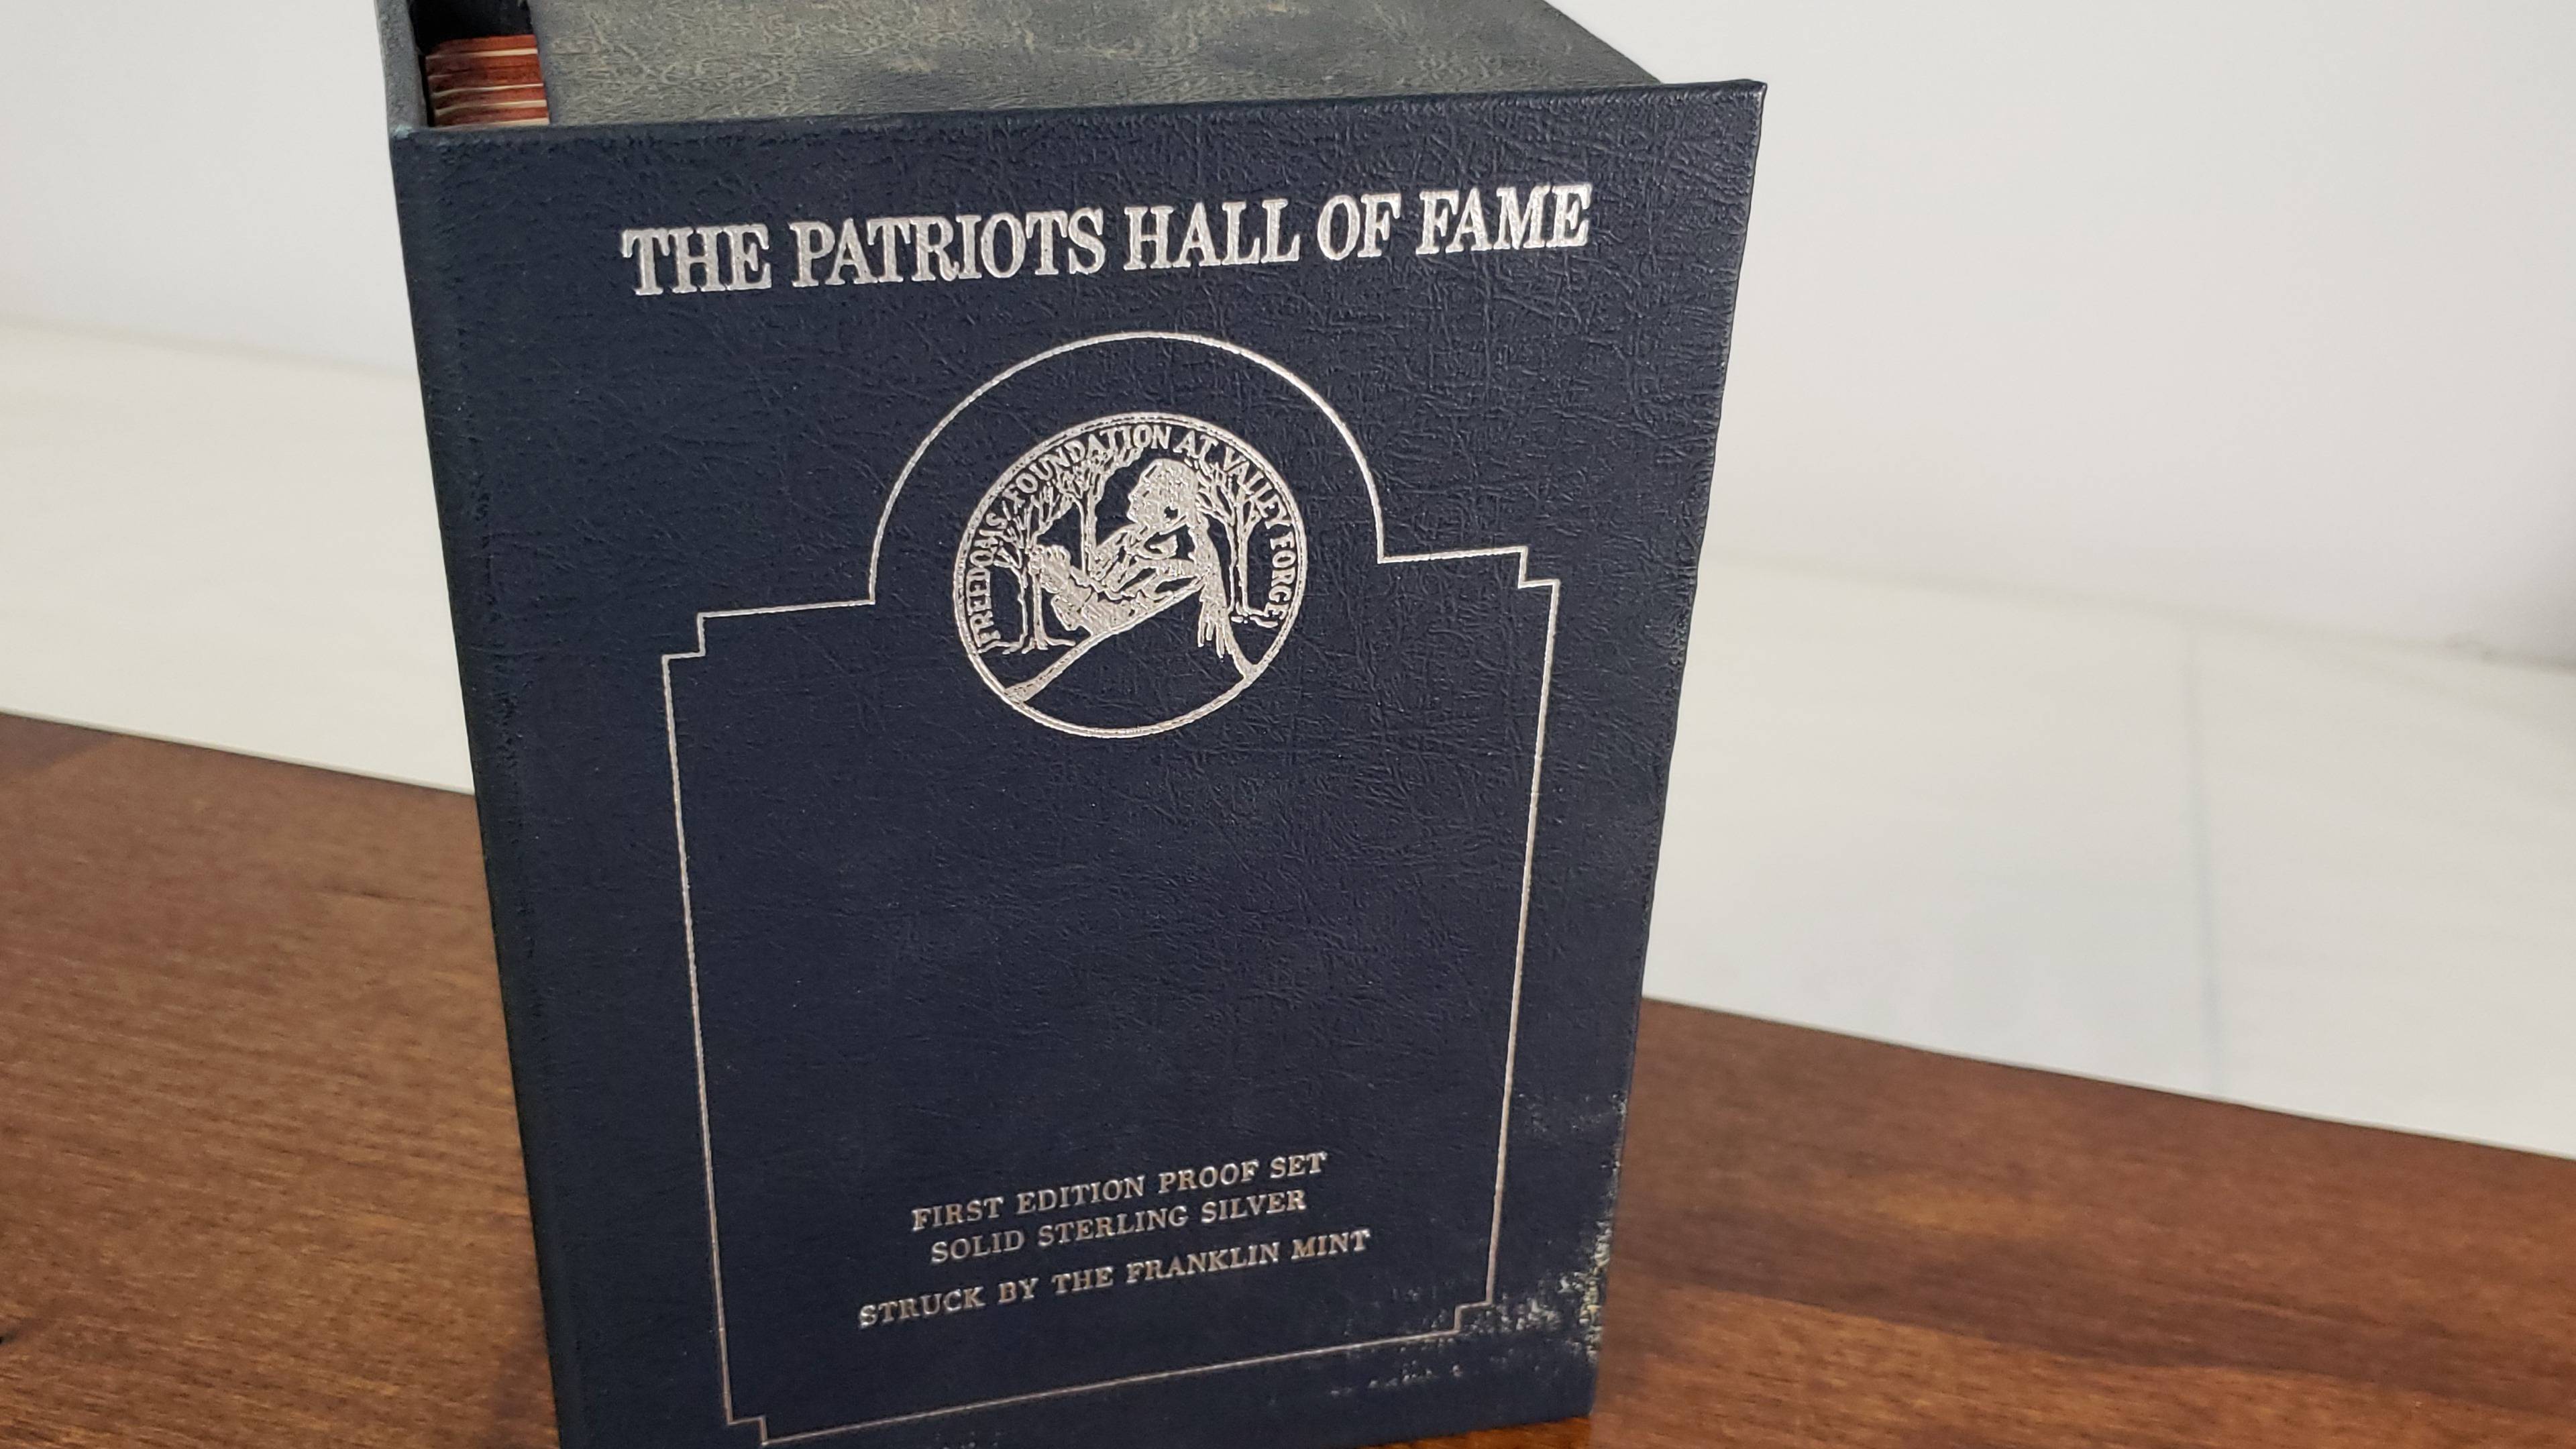 THE PATRIOTS HALL OF FAME
FREEDOMS FOUNDATION AT VALLEY FORGE
FIRST EDITION PROOF SET
SOLID STERLING SILVER
STRUCK BY THE FRANKLIN MINT